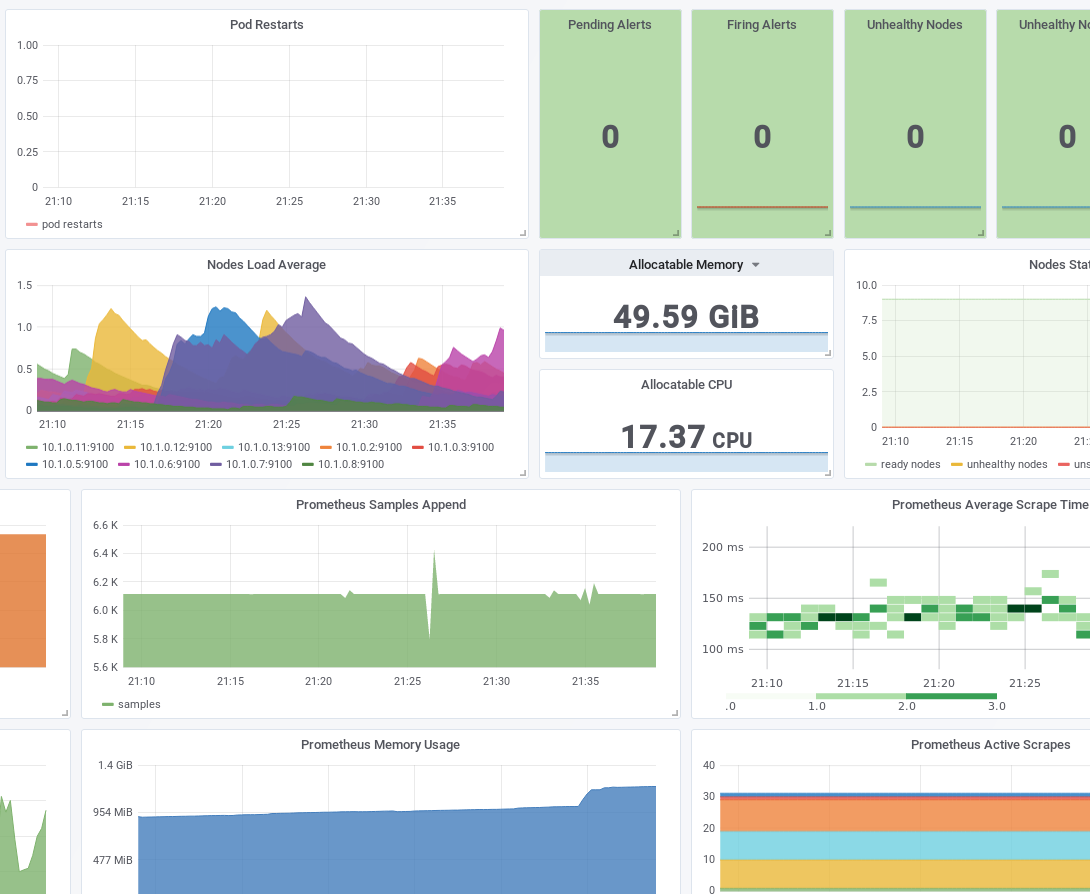 Pod Restarts
1.00
0.75
0.50
0.25
0
21:10 21:15 21:20 21:25 21:30 21:35
pod restarts
Pending Alerts
0
Firing Alerts
0
Unhealthy Nodes
0
Unhealthy No
0
Nodes Load Average
1.5
1.0
0.5
0
21:10 21:15 21:20 21:25 21:30 21:35
10.1.0.11:9100 10.1.0.12:9100 10.1.0.13:9100 10.1.0.2:9100 10.1.0.3:9100
10.1.0.5:9100 10.1.0.6:9100 10.1.0.7:9100 10.1.0.8:9100
Allocatable Memory
49.59 GiB
Allocatable CPU
17.37 CPU
Nodes Stat
10.0
7.5
5.0
2.5
0
21:10 21:15 21:20 21:
ready nodes unhealthy nodes uns
Prometheus Samples Append
6.6 K
6.4 K
6.2 K
6.0 K
5.8 K
5.6 K
21:10 21:15 21:20 21:25 21:30 21:35
samples
Prometheus Average Scrape Time
200 ms
150 ms
100 ms
21:10 21:15 21:20 21:25
.0 1.0 2.0 3.0
Prometheus Memory Usage
1.4 GiB
954 MiB
477 MiB
Prometheus Active Scrapes
40
30
20
10
0